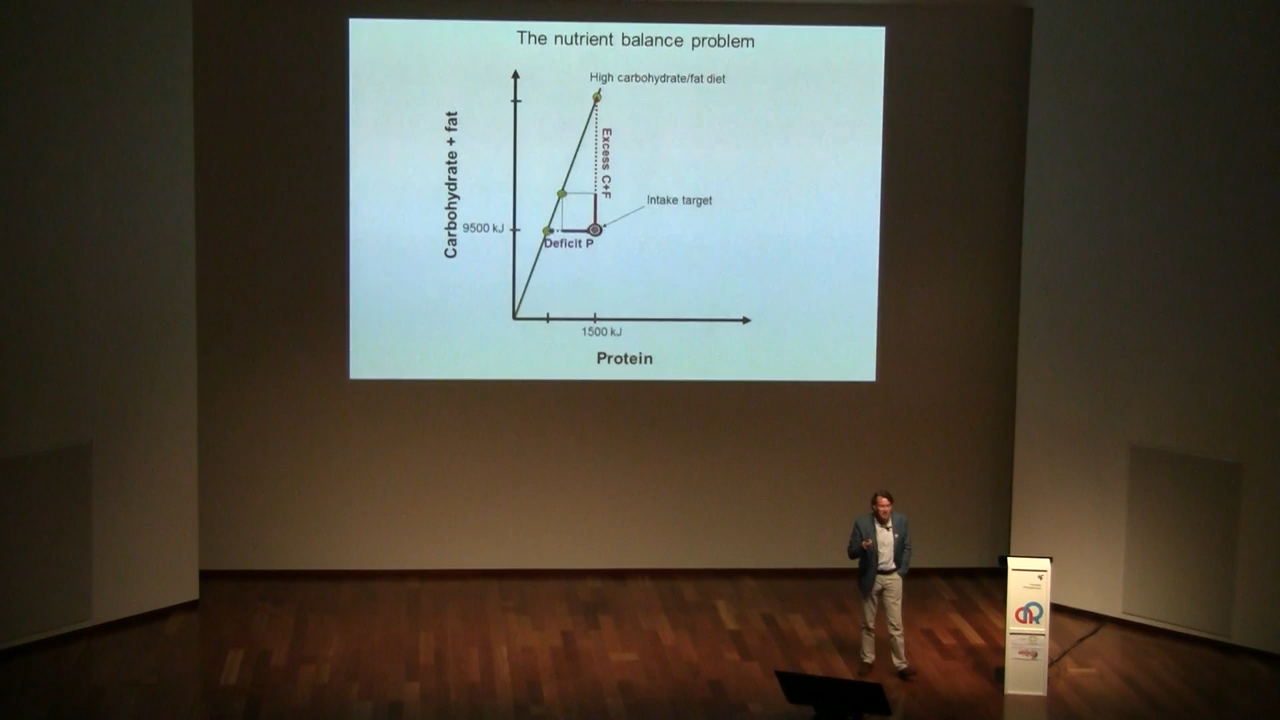 The nutrient balance problem
High carbohydrate/fat diet
Carbohydrate + fat
Excess C+F
Intake target
9500 kJ
Deficit P
1500 kJ
Protein